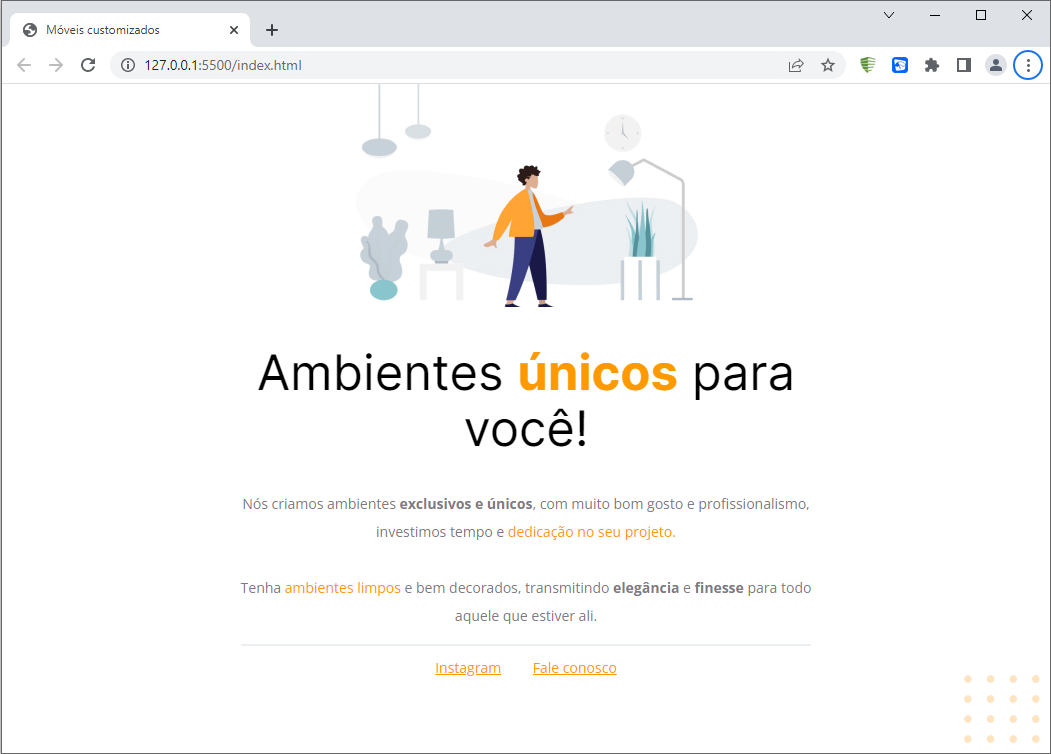 Móveis customizados
127.0.0.1:5500/index.html
Ambientes únicos para
você!
Nós criamos ambientes exclusivos e únicos, com muito bom gosto e profissionalismo,
investimos tempo e dedicação no seu projeto.
Tenha ambientes limpos e bem decorados, transmitindo elegância e finesse para todo
aquele que estiver ali.
Instagram Fale conosco